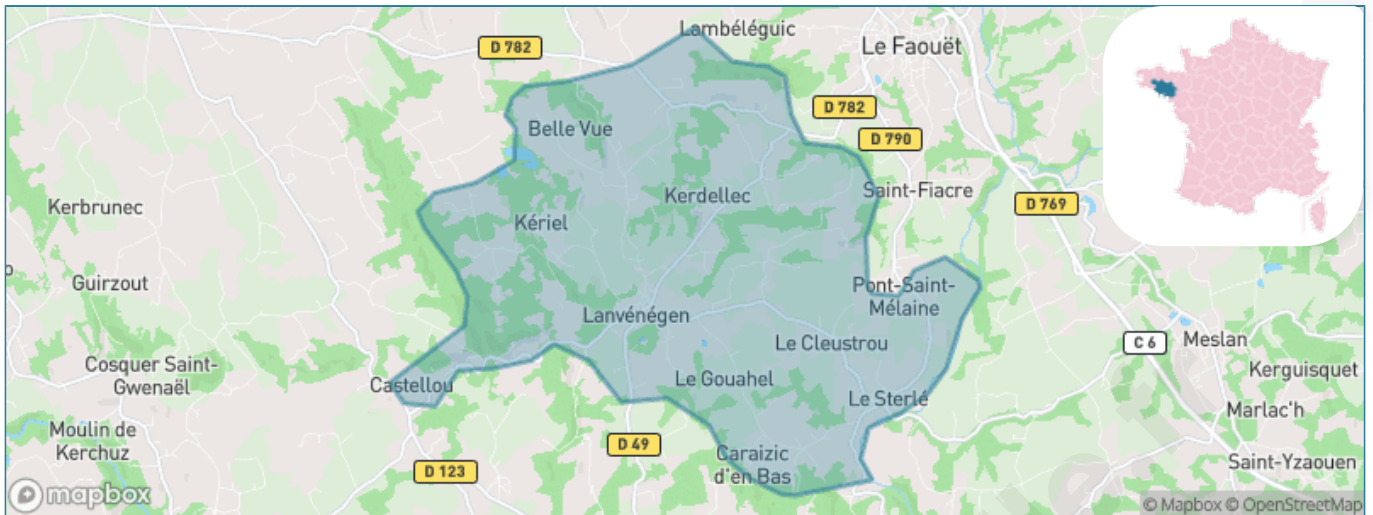 Lambéléguic
Le Faouët
D 782
D 782
D 790
Belle Vue
Saint-Fiacre
Kerdellec
D 769
Kerbrunec
Kériel
Guirzout
Pont-Saint-
Mélaine
Lanvénégen
Le Cleustrou
C 6
Meslan
Cosquer Saint-
Gwenaël
Castellou
Le Gouahel
Kerguisquet
Le Sterlé
Marlac'h
Moulin de
Kerchuz
D 49
D 123
Caraizic
d'en Bas
Saint-Yzaouen
mapbox
© Mapbox © OpenStreetMap